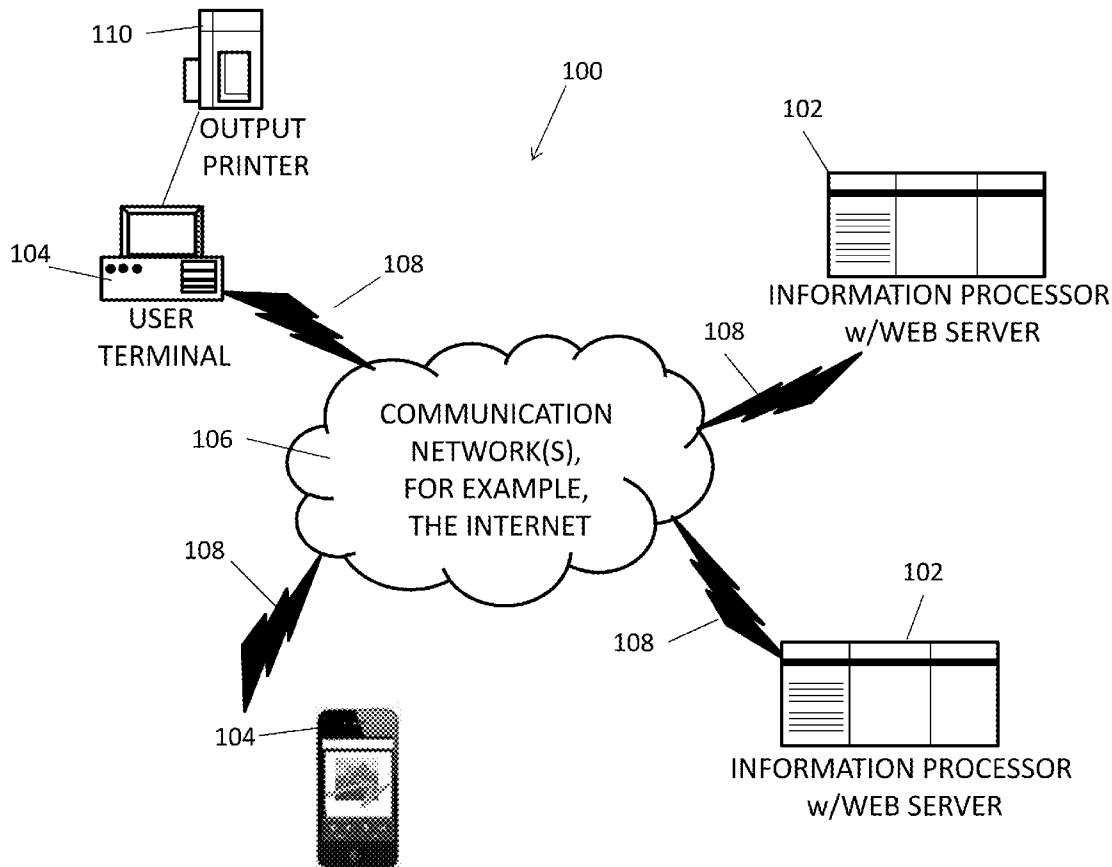 110
OUTPUT
PRINTER
100
102
104
USER
TERMINAL
108
INFORMATION PROCESSOR
w/WEB SERVER
108
106
COMMUNICATION
NETWORK(S),
FOR EXAMPLE,
THE INTERNET
108
104
108
102
INFORMATION PROCESSOR
w/WEB SERVER